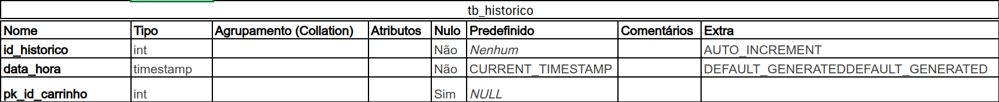 tb_historico
Nome Tipo Agrupamento (Collation) Atributos Nulo Predefinido Comentários Extra
id_historico int Não Nenhum AUTO_INCREMENT
data_hora timestamp Não CURRENT_TIMESTAMP DEFAULT_GENERATEDDEFAULT_GENERATED
pk_id_carrinho int Sim NULL